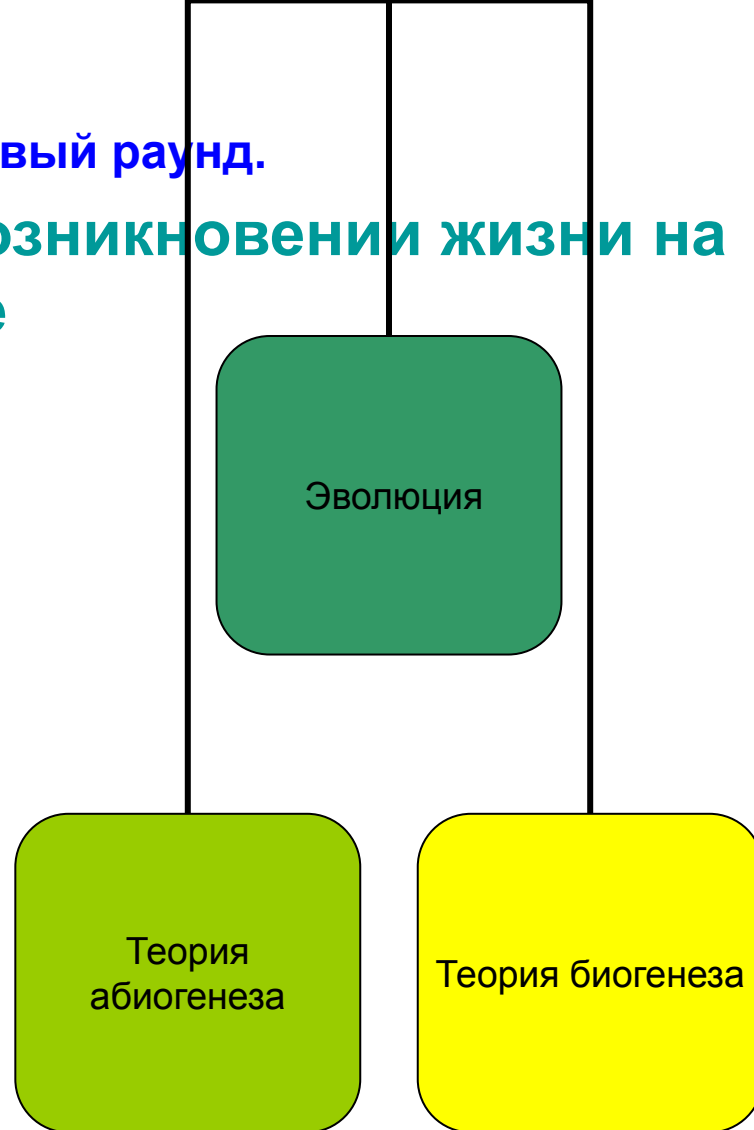 вый раунд.
озникновении жизни на
е
Эволюция
Теория
абиогенеза
Теория биогенеза